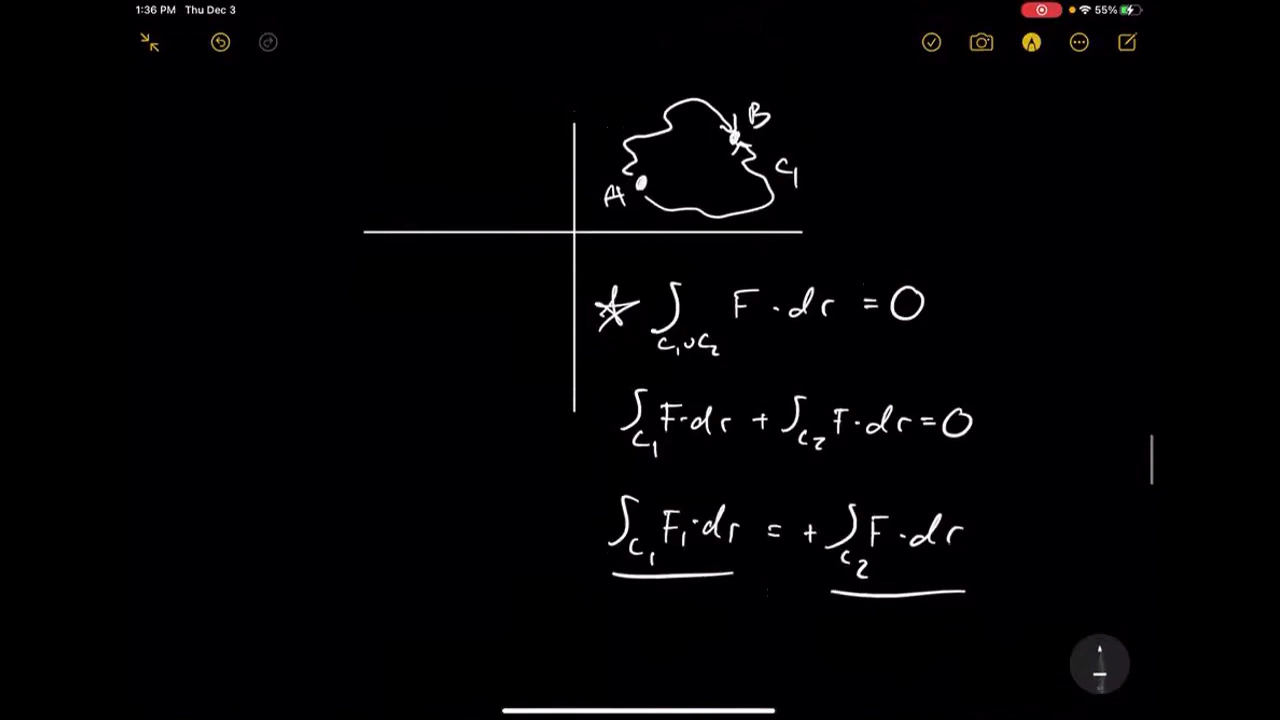 1:36 PM Thu Dec 3
55%
B
C₁
A
☆ ∫_{C₁∪C₂} F · dr = 0
∫_{C₁} F·dr + ∫_{C₂} F·dr = 0
∫_{C₁} F₁·dr = + ∫_{C₂} F·dr